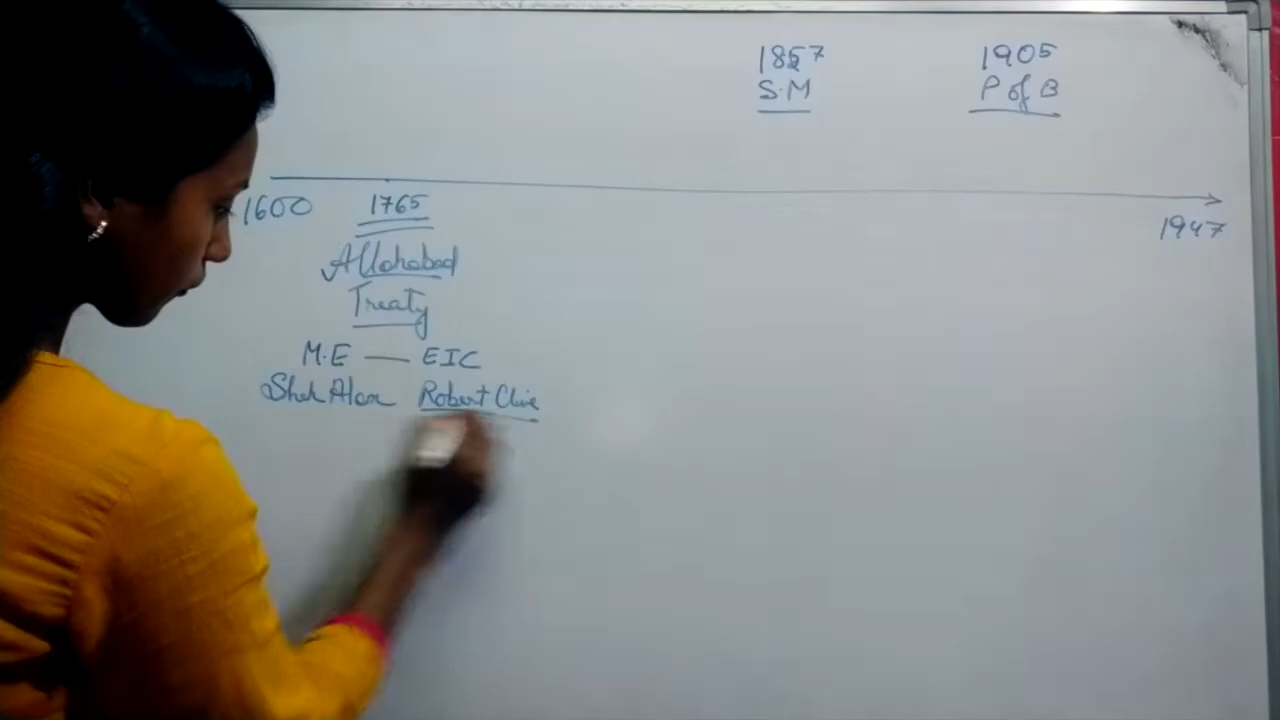 1857
S.M
1905
P of B
1600
1765
1947
Allahabad
Treaty
M.E — EIC
Shah Alam Robert Clive